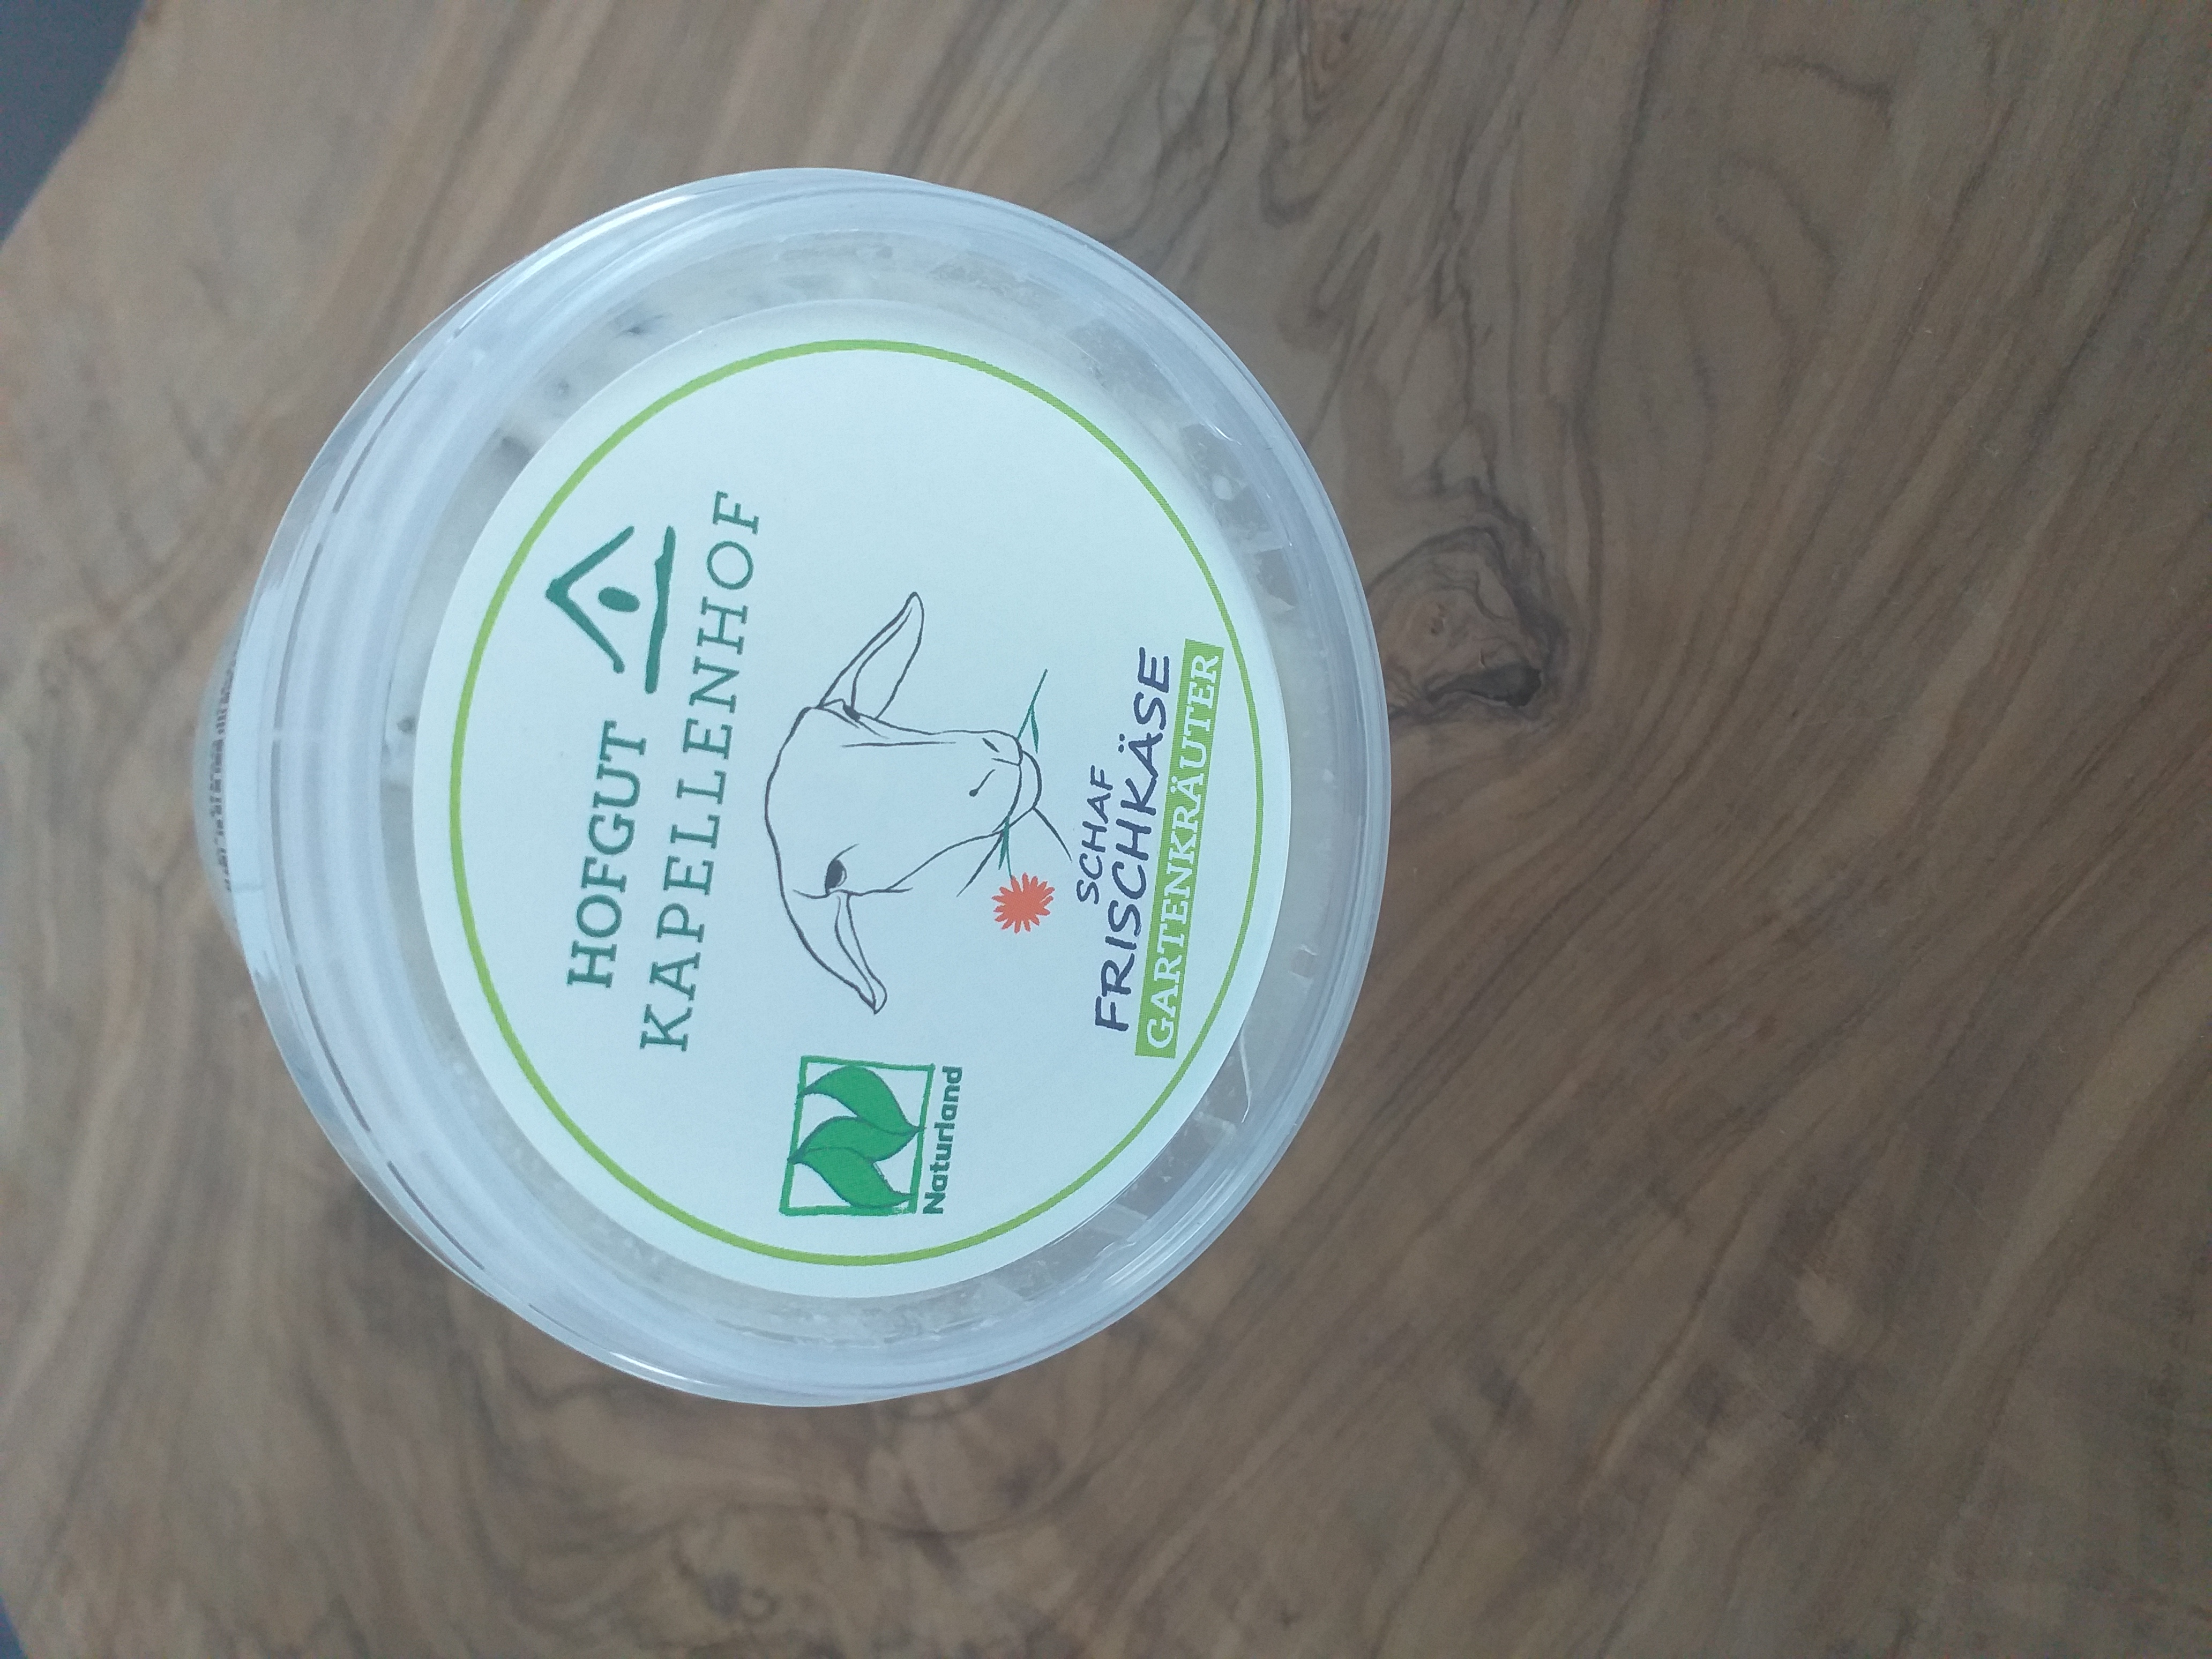 HOFGUT
KAPELLENHOF
Naturland
SCHAF
FRISCHKÄSE
GARTENKRÄUTER